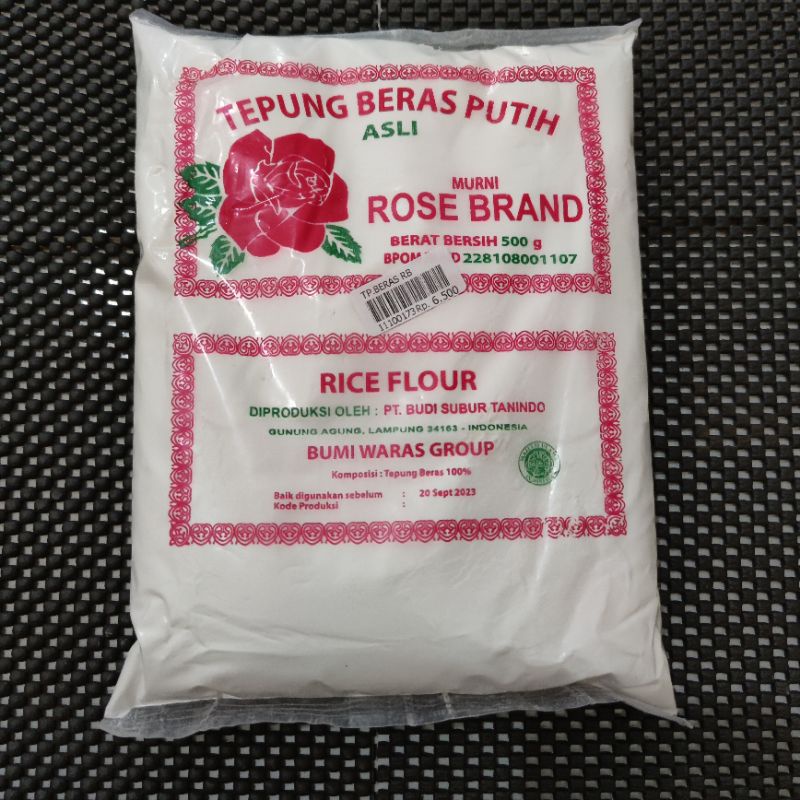 TEPUNG BERAS PUTIH
ASLI
MURNI
ROSE BRAND
BERAT BERSIH 500 g
BPOM 228108001107
TP.BERAS RB
11100173 Rp. 6,500
RICE FLOUR
DIPRODUKSI OLEH : PT. BUDI SUBUR TANINDO
GUNUNG AGUNG, LAMPUNG 34163 - INDONESIA
BUMI WARAS GROUP
Komposisi : Tepung Beras 100%
Baik digunakan sebelum : 20 Sept 2023
Kode Produksi :